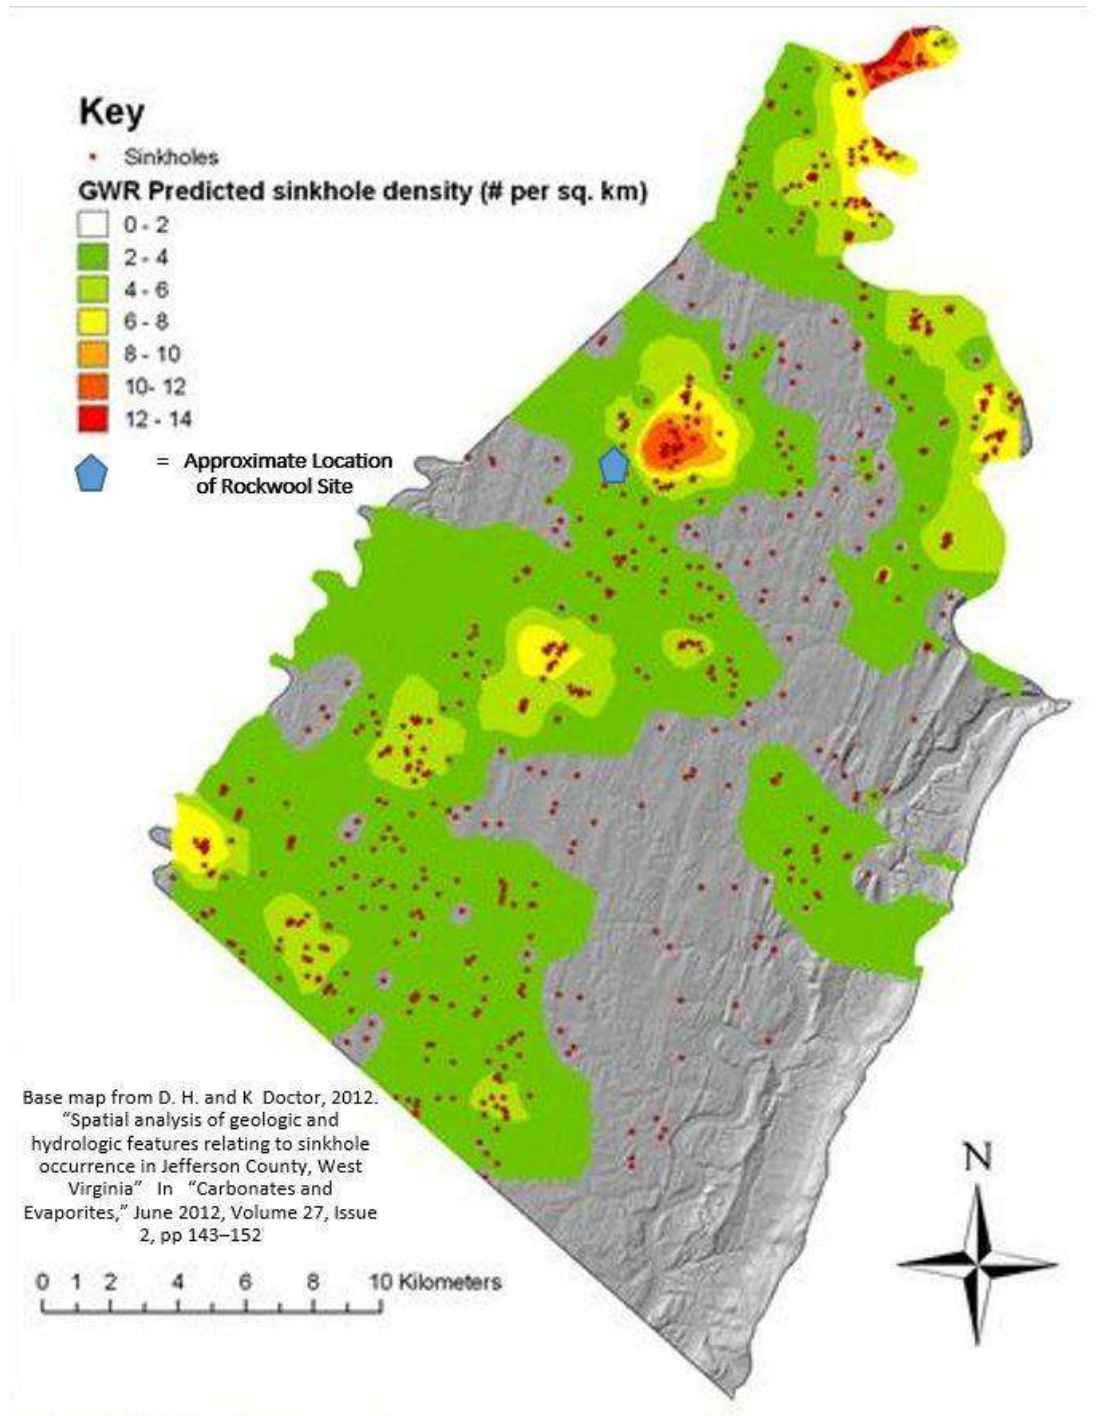 Key
Sinkholes
GWR Predicted sinkhole density (# per sq. km)
0 - 2
2 - 4
4 - 6
6 - 8
8 - 10
10- 12
12 - 14
= Approximate Location
of Rockwool Site
Base map from D. H. and K Doctor, 2012.
“Spatial analysis of geologic and
hydrologic features relating to sinkhole
occurrence in Jefferson County, West
Virginia” In “Carbonates and
Evaporites,” June 2012, Volume 27, Issue
2, pp 143–152
N
0 1 2 4 6 8 10 Kilometers